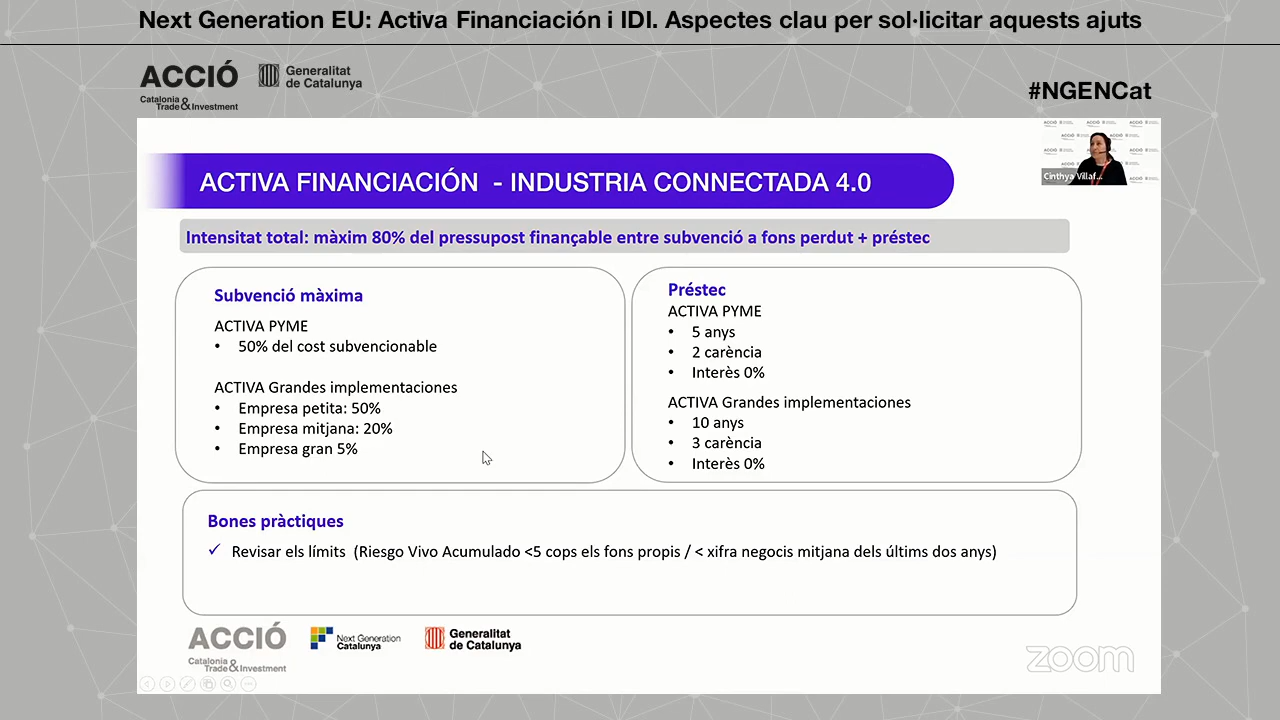 Next Generation EU: Activa Financiación i IDI. Aspectes clau per sol·licitar aquests ajuts
ACCIÓ
Catalonia
Trade & Investment
Generalitat
de Catalunya
#NGENCat
Cinthya Villaf...
ACTIVA FINANCIACIÓN - INDUSTRIA CONNECTADA 4.0
Intensitat total: màxim 80% del pressupost finançable entre subvenció a fons perdut + préstec
Subvenció màxima
ACTIVA PYME
• 50% del cost subvencionable
ACTIVA Grandes implementaciones
• Empresa petita: 50%
• Empresa mitjana: 20%
• Empresa gran 5%
Préstec
ACTIVA PYME
• 5 anys
• 2 carència
• Interès 0%
ACTIVA Grandes implementaciones
• 10 anys
• 3 carència
• Interès 0%
Bones pràctiques
✓ Revisar els límits (Riesgo Vivo Acumulado <5 cops els fons propis / < xifra negocis mitjana dels últims dos anys)
ACCIÓ
Catalonia
Trade & Investment
Next Generation
Catalunya
Generalitat
de Catalunya
zoom